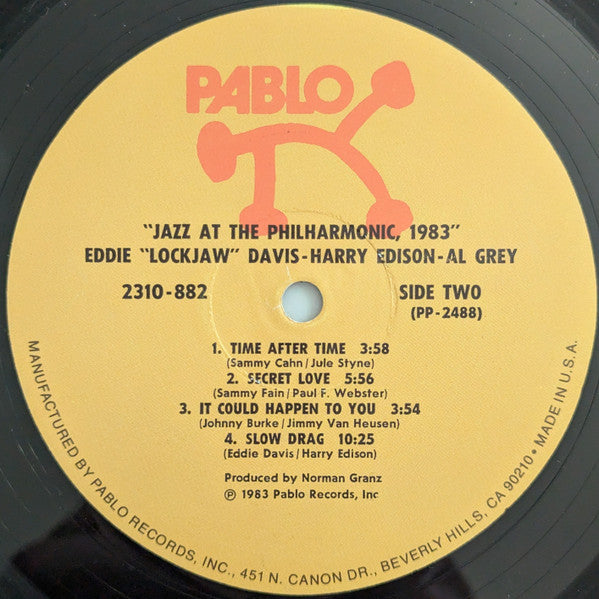 PABLO
"JAZZ AT THE PHILHARMONIC, 1983"
EDDIE "LOCKJAW" DAVIS-HARRY EDISON-AL GREY
2310-882
SIDE TWO
(PP-2488)
1. TIME AFTER TIME 3:58
(Sammy Cahn/Jule Styne)
2. SECRET LOVE 5:56
(Sammy Fain/Paul F. Webster)
3. IT COULD HAPPEN TO YOU 3:54
(Johnny Burke/Jimmy Van Heusen)
4. SLOW DRAG 10:25
(Eddie Davis/Harry Edison)
Produced by Norman Granz
℗ 1983 Pablo Records, Inc
MANUFACTURED BY PABLO RECORDS, INC., 451 N. CANON DR., BEVERLY HILLS, CA 90210 • MADE IN U.S.A.